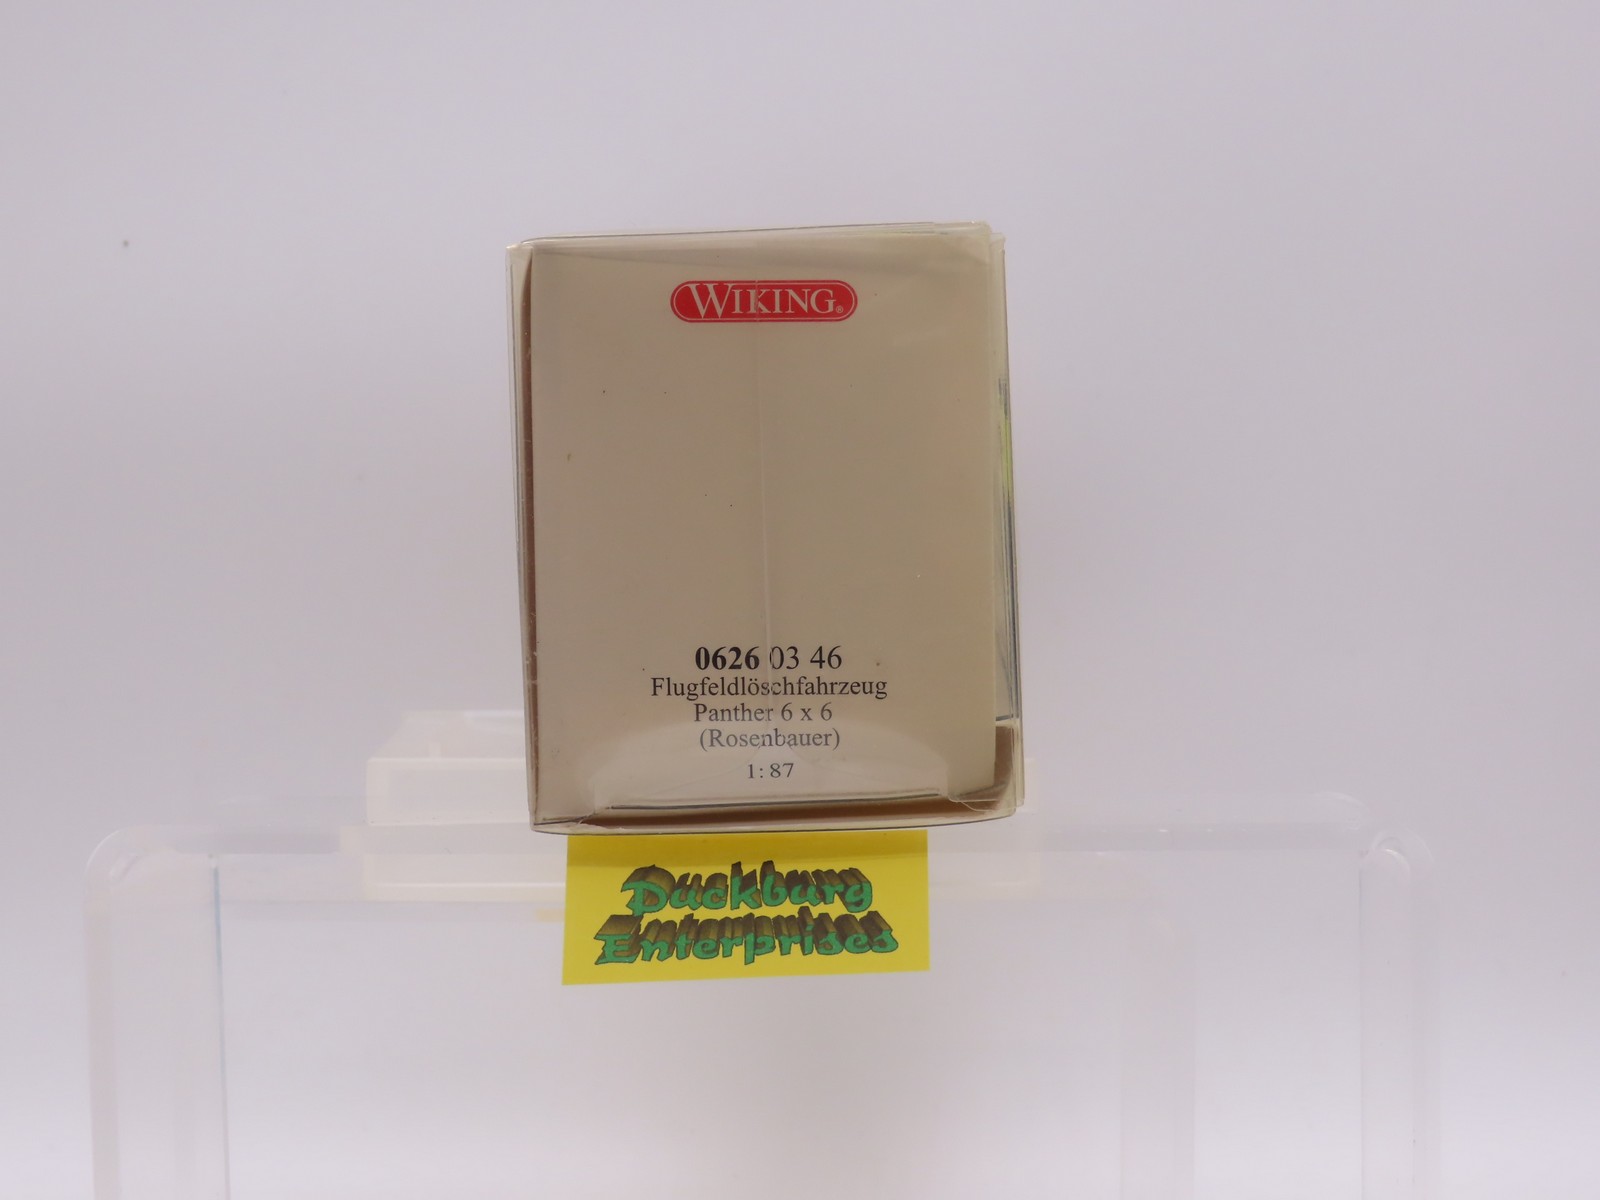 WIKING®
0626 03 46
Flugfeldlöschfahrzeug
Panther 6 x 6
(Rosenbauer)
1:87
Duckburg
Enterprises